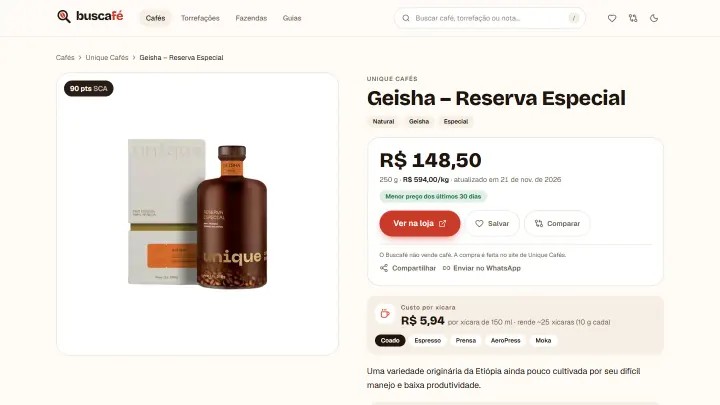 buscafé
Cafés
Torrefações
Fazendas
Guias
Buscar café, torrefação ou nota...
/
Cafés › Unique Cafés › Geisha – Reserva Especial
90 pts SCA
RESERVA
ESPECIAL
unique
UNIQUE CAFÉS
Geisha – Reserva Especial
Natural
Geisha
Especial
R$ 148,50
250 g · R$ 594,00/kg · atualizado em 21 de nov. de 2026
Menor preço dos últimos 30 dias
Ver na loja
Salvar
Comparar
O Buscafé não vende café. A compra é feita no site de Unique Cafés.
Compartilhar
Enviar no WhatsApp
Custo por xícara
R$ 5,94 por xícara de 150 ml · rende ~25 xícaras (10 g cada)
Coado
Espresso
Prensa
AeroPress
Moka
Uma variedade originária da Etiópia ainda pouco cultivada por seu difícil
manejo e baixa produtividade.